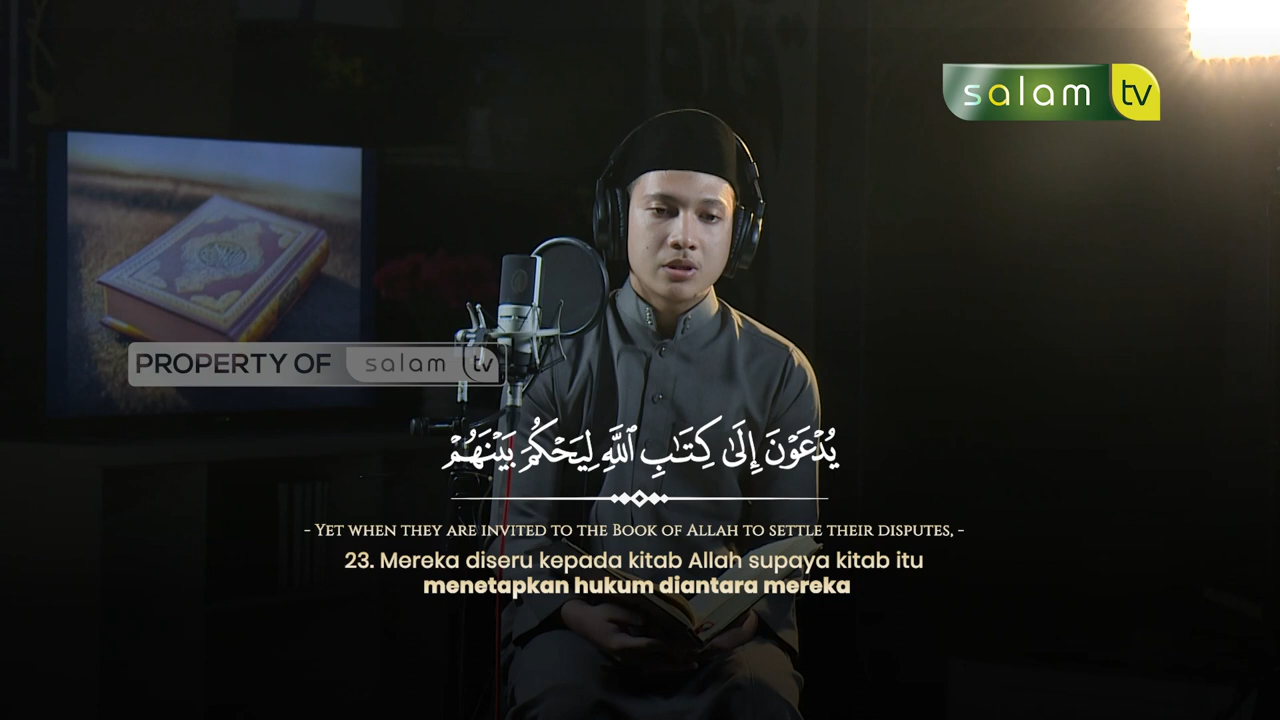 salam tv
PROPERTY OF salam tv
يُدْعَوْنَ إِلَىٰ كِتَـٰبِ ٱللَّهِ لِيَحْكُمَ بَيْنَهُمْ
- Yet when they are invited to the Book of Allah to settle their disputes, -
23. Mereka diseru kepada kitab Allah supaya kitab itu
menetapkan hukum diantara mereka